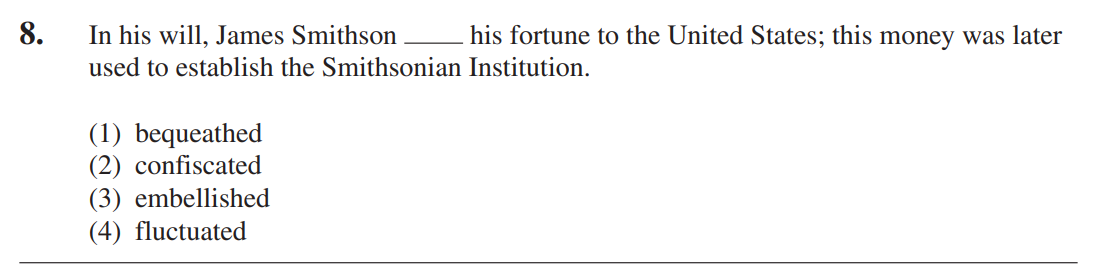 8. In his will, James Smithson ____ his fortune to the United States; this money was later
used to establish the Smithsonian Institution.
(1) bequeathed
(2) confiscated
(3) embellished
(4) fluctuated